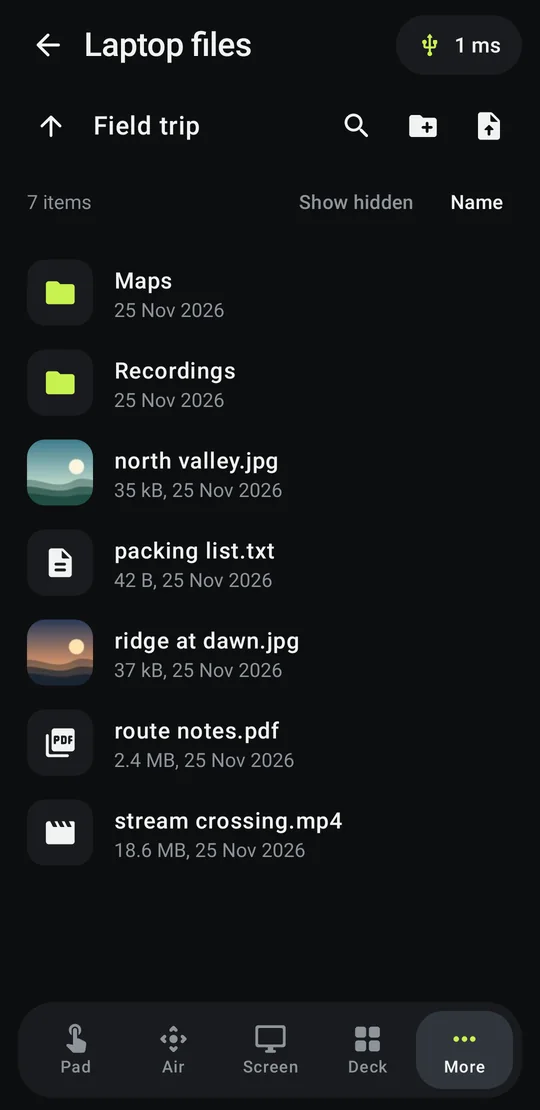 Laptop files
1 ms
Field trip
7 items
Show hidden
Name
Maps
25 Nov 2026
Recordings
25 Nov 2026
north valley.jpg
35 kB, 25 Nov 2026
packing list.txt
42 B, 25 Nov 2026
ridge at dawn.jpg
37 kB, 25 Nov 2026
PDF
route notes.pdf
2.4 MB, 25 Nov 2026
stream crossing.mp4
18.6 MB, 25 Nov 2026
Pad
Air
Screen
Deck
More